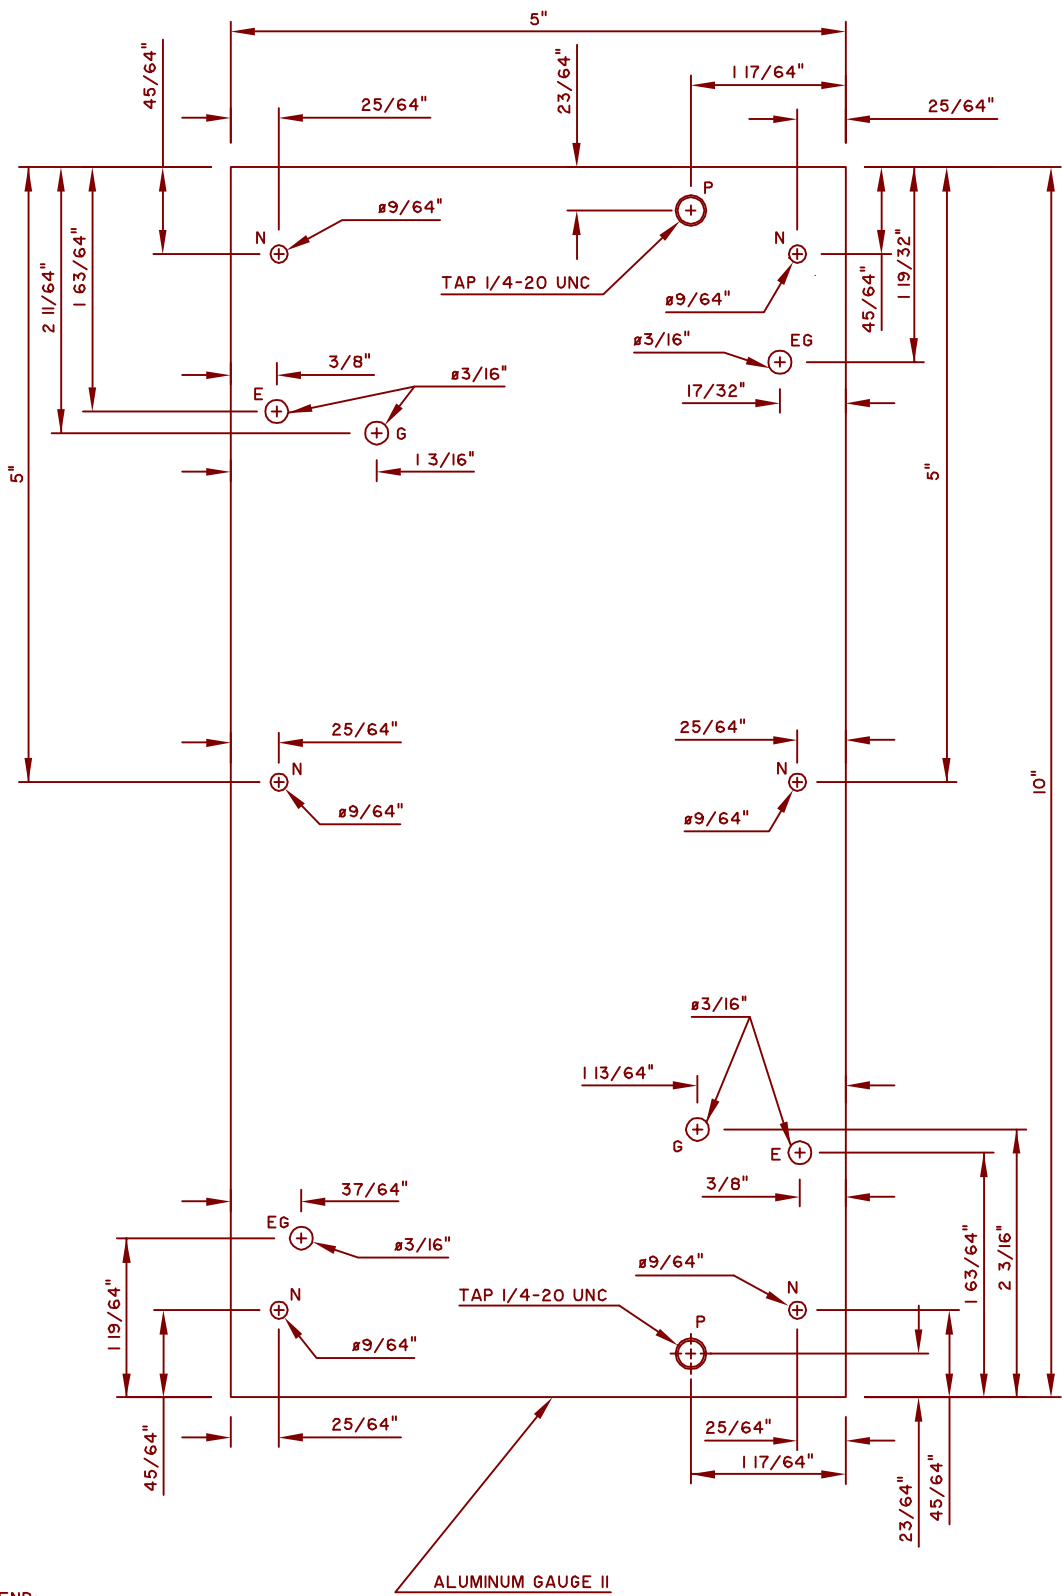 5"
45/64"
23/64"
1 17/64"
25/64"
25/64"
P
ø9/64"
N
N
TAP 1/4-20 UNC
ø9/64"
1 63/64"
2 11/64"
45/64"
1 19/32"
ø3/16"
EG
3/8"
ø3/16"
17/32"
E
G
1 3/16"
5"
5"
25/64"
25/64"
N
N
10"
ø9/64"
ø9/64"
ø3/16"
1 13/64"
G
E
37/64"
3/8"
EG
ø3/16"
1 63/64"
2 3/16"
ø9/64"
N
TAP 1/4-20 UNC
N
1 19/64"
P
ø9/64"
25/64"
25/64"
45/64"
1 17/64"
23/64"
45/64"
ALUMINUM GAUGE 11